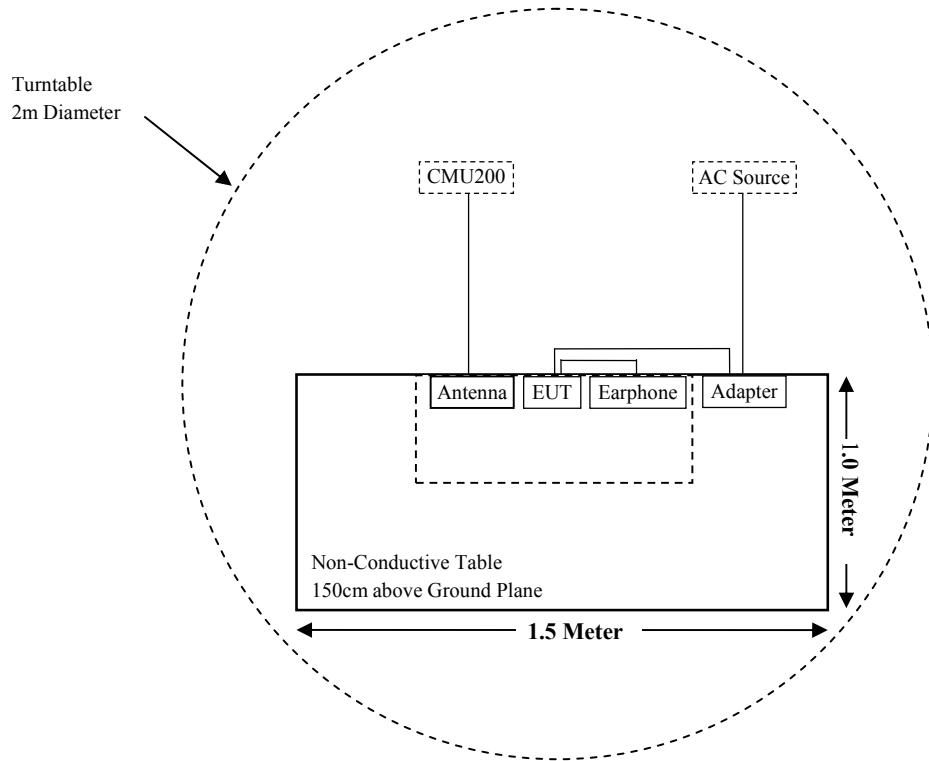 Turntable
2m Diameter
CMU200
AC Source
Antenna
EUT
Earphone
Adapter
1.0 Meter
Non-Conductive Table
150cm above Ground Plane
1.5 Meter